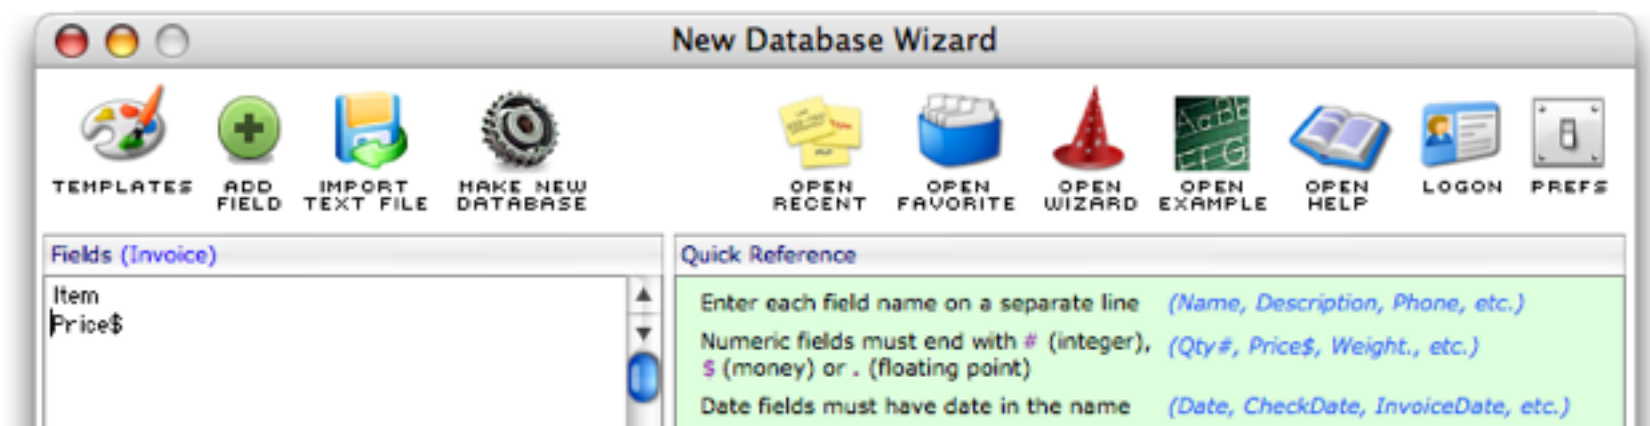 New Database Wizard
TEMPLATES
ADD
FIELD
IMPORT
TEXT FILE
MAKE NEW
DATABASE
OPEN
RECENT
OPEN
FAVORITE
OPEN
WIZARD
AaBb
OPEN
EXAMPLE
OPEN
HELP
LOGON
PREFS
Fields (Invoice)
Item
Price$
Quick Reference
Enter each field name on a separate line (Name, Description, Phone, etc.)
Numeric fields must end with # (integer), (Qty#, Price$, Weight., etc.)
$ (money) or . (floating point)
Date fields must have date in the name (Date, CheckDate, InvoiceDate, etc.)